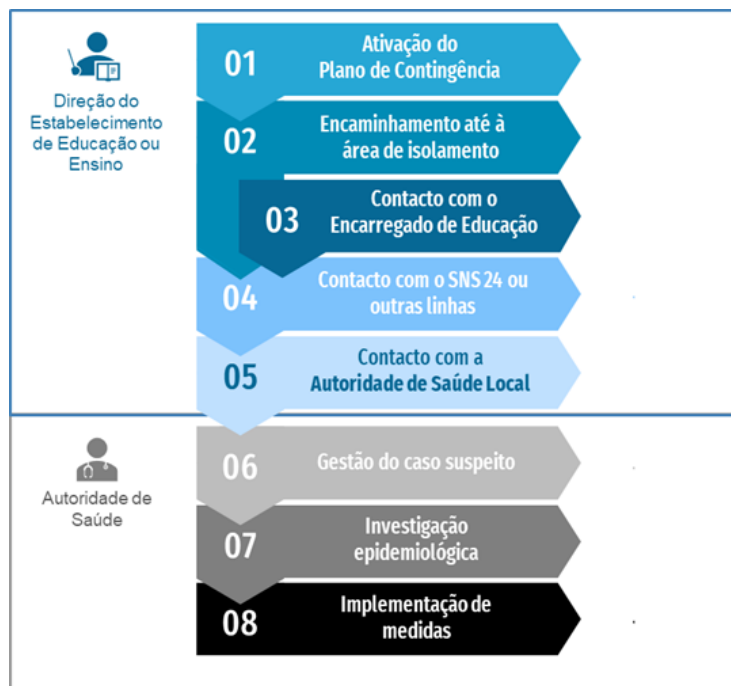 Direção do
Estabelecimento
de Educação ou
Ensino
01
Ativação do
Plano de Contingência
02
Encaminhamento até à
área de isolamento
03
Contacto com o
Encarregado de Educação
04
Contacto com o SNS 24 ou
outras linhas
05
Contacto com a
Autoridade de Saúde Local
Autoridade de
Saúde
06
Gestão do caso suspeito
07
Investigação
epidemiológica
08
Implementação de
medidas